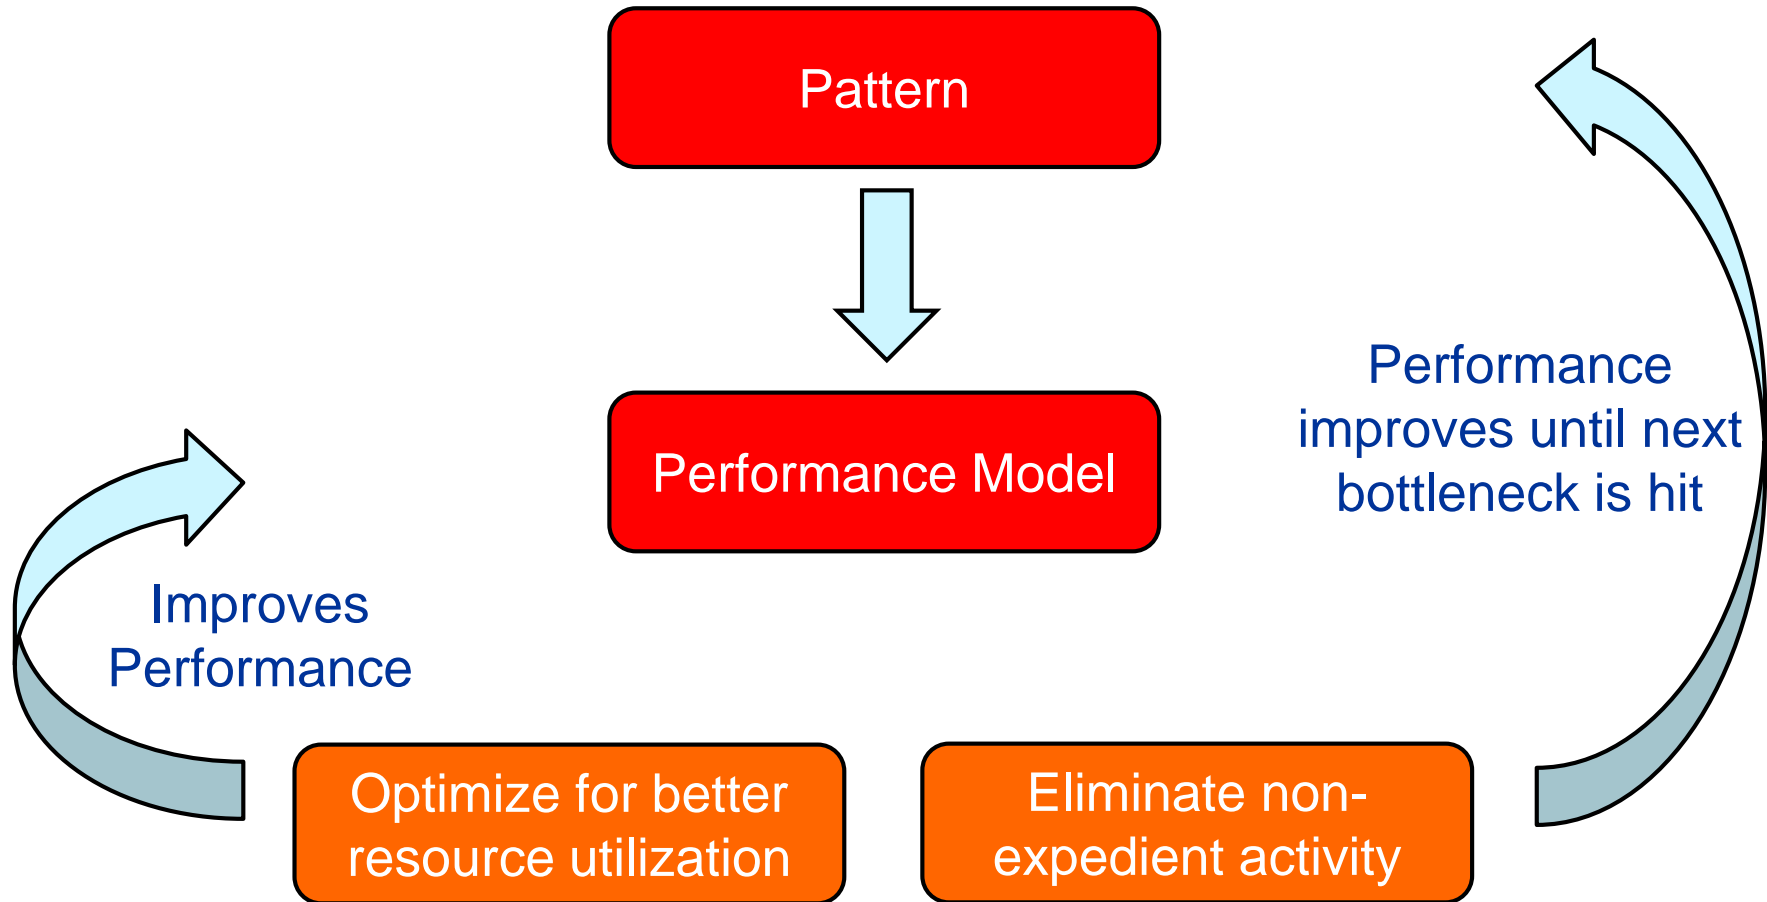 Pattern
Performance Model
Performance
improves until next
bottleneck is hit
Improves
Performance
Optimize for better
resource utilization
Eliminate non-
expedient activity